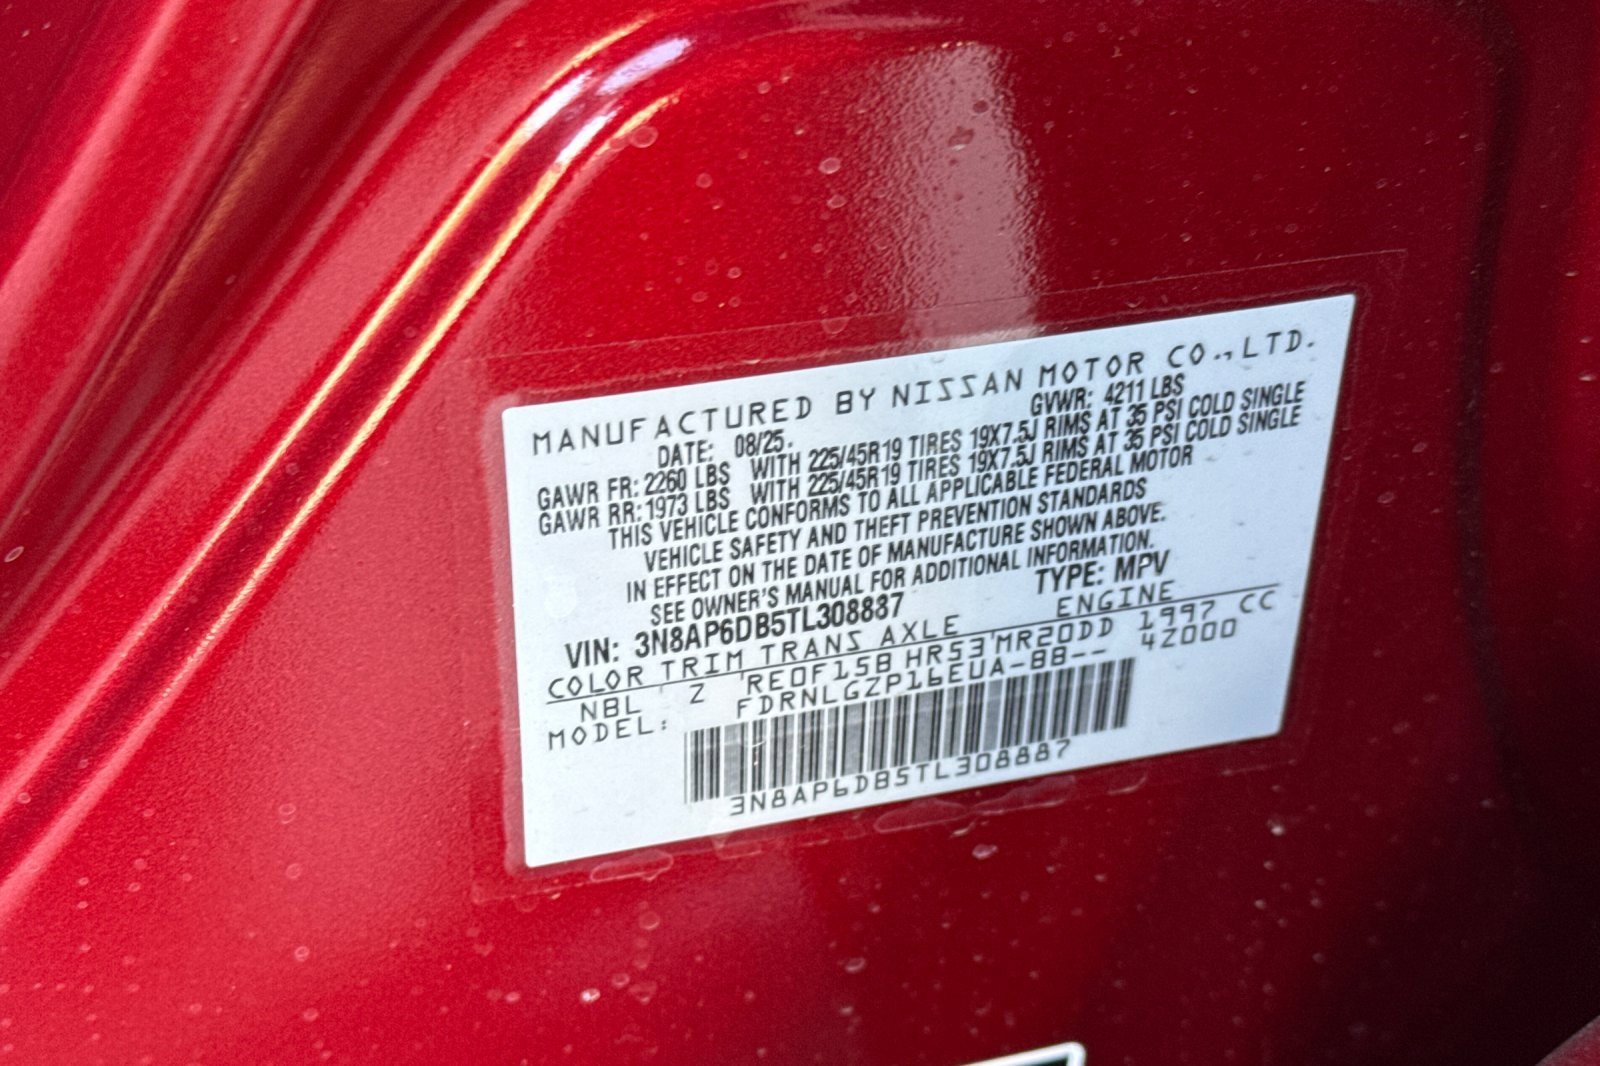 MANUFACTURED BY NISSAN MOTOR CO., LTD.
DATE: 08/25. GVWR: 4211 LBS
GAWR FR: 2260 LBS WITH 225/45R19 TIRES 19X7.5J RIMS AT 35 PSI COLD SINGLE
GAWR RR: 1973 LBS WITH 225/45R19 TIRES 19X7.5J RIMS AT 35 PSI COLD SINGLE
THIS VEHICLE CONFORMS TO ALL APPLICABLE FEDERAL MOTOR
VEHICLE SAFETY AND THEFT PREVENTION STANDARDS
IN EFFECT ON THE DATE OF MANUFACTURE SHOWN ABOVE.
SEE OWNER'S MANUAL FOR ADDITIONAL INFORMATION.
VIN: 3N8AP6DB5TL308887 TYPE: MPV
COLOR TRIM TRANS AXLE ENGINE
NBL Z RE0F15B HR53 MR20DD 1997 CC
MODEL: FDRNLGZP16EUA-BB-- 42000
3N8AP6DB5TL308887